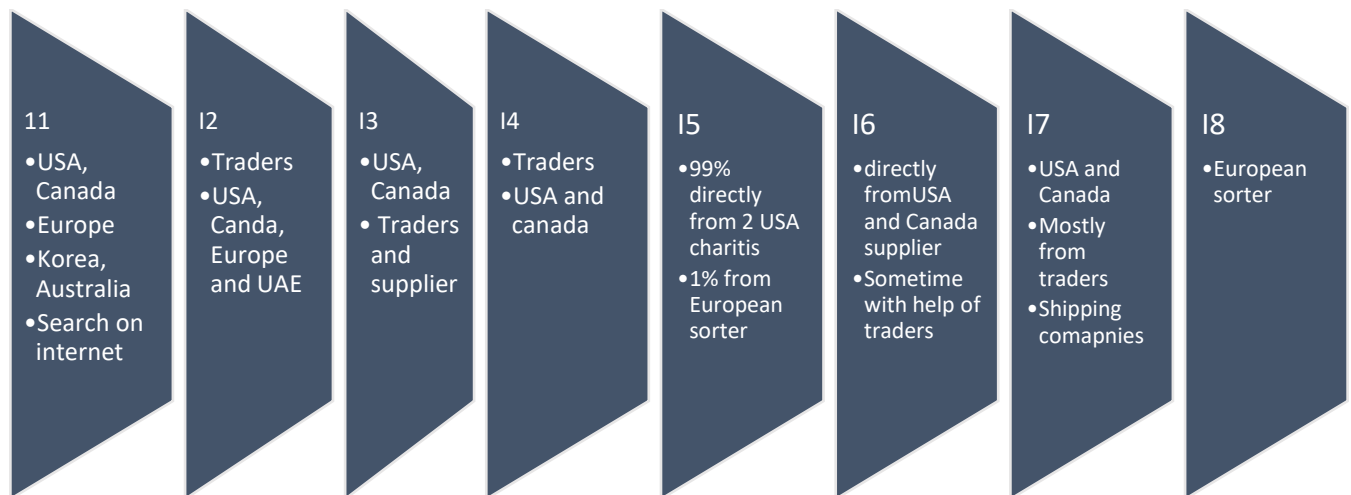 11
•USA,
Canada
•Europe
•Korea,
Australia
•Search on
internet
I2
•Traders
•USA,
Canda,
Europe
and UAE
I3
•USA,
Canada
• Traders
and
supplier
I4
•Traders
•USA and
canada
I5
•99%
directly
from 2 USA
charitis
•1% from
European
sorter
I6
•directly
fromUSA
and Canada
supplier
•Sometime
with help of
traders
I7
•USA and
Canada
•Mostly
from
traders
•Shipping
comapnies
I8
•European
sorter